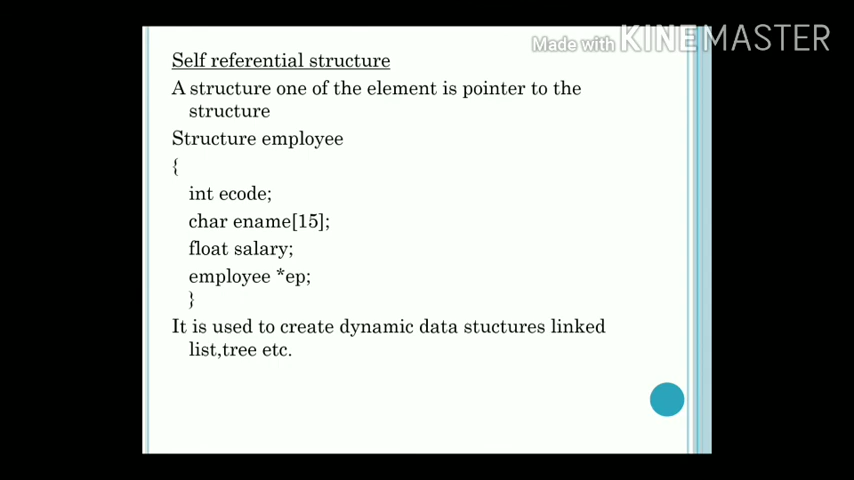 Made with KINEMASTER
Self referential structure
A structure one of the element is pointer to the
structure
Structure employee
{
int ecode;
char ename[15];
float salary;
employee *ep;
}
It is used to create dynamic data stuctures linked
list,tree etc.